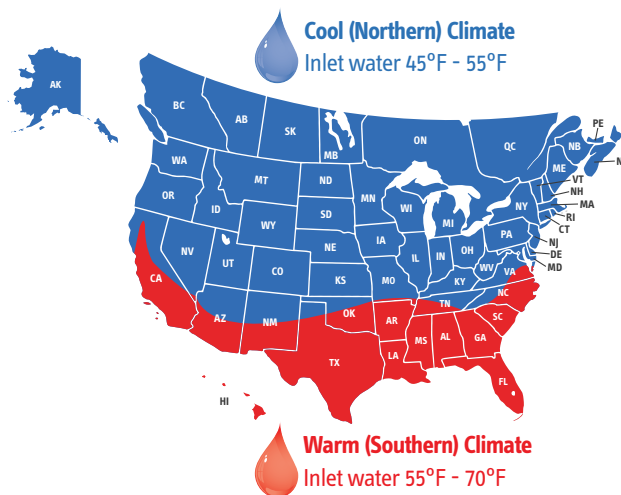 Cool (Northern) Climate
Inlet water 45°F - 55°F
AK
BC
AB
SK
MB
ON
QC
PE
NB
N
ME
VT
NH
MA
RI
CT
NJ
DE
MD
WA
MT
ND
MN
OR
ID
WY
SD
WI
MI
NY
PA
NV
UT
CO
NE
IA
IL
IN
OH
WV
VA
KS
MO
KY
CA
AZ
NM
OK
AR
TN
NC
SC
TX
LA
MS
AL
GA
FL
HI
Warm (Southern) Climate
Inlet water 55°F - 70°F